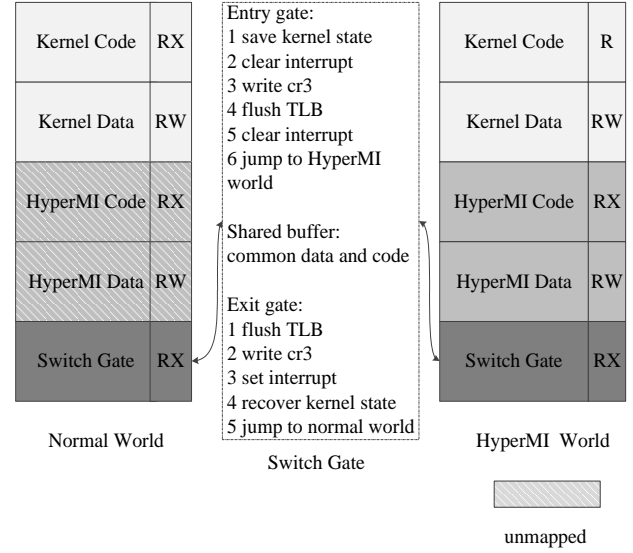 Kernel Code RX
Kernel Data RW
HyperMI Code RX
HyperMI Data RW
Switch Gate RX
Normal World
Entry gate:
1 save kernel state
2 clear interrupt
3 write cr3
4 flush TLB
5 clear interrupt
6 jump to HyperMI
world
Shared buffer:
common data and code
Exit gate:
1 flush TLB
2 write cr3
3 set interrupt
4 recover kernel state
5 jump to normal world
Switch Gate
Kernel Code R
Kernel Data RW
HyperMI Code RX
HyperMI Data RW
Switch Gate RX
HyperMI World
unmapped